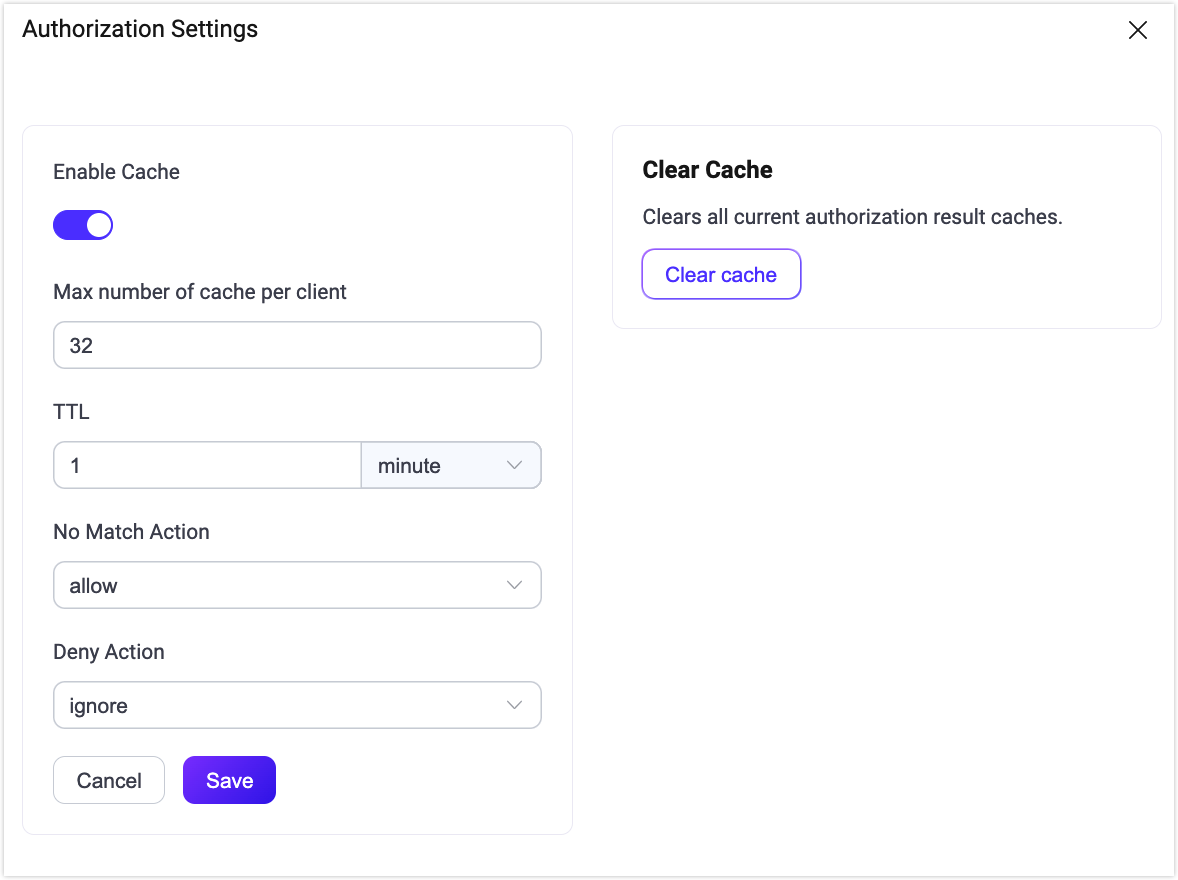 Authorization Settings
Enable Cache
Max number of cache per client
32
TTL
1 minute
No Match Action
allow
Deny Action
ignore
Cancel Save
Clear Cache
Clears all current authorization result caches.
Clear cache